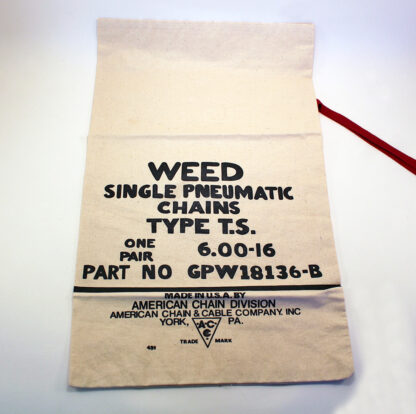 WEED
SINGLE PNEUMATIC
CHAINS
TYPE T.S.
ONE PAIR 6.00-16
PART NO GPW18136-B
MADE IN U.S.A. BY
AMERICAN CHAIN DIVISION
AMERICAN CHAIN & CABLE COMPANY. INC
YORK, PA.
A.C.
C.
TRADE MARK